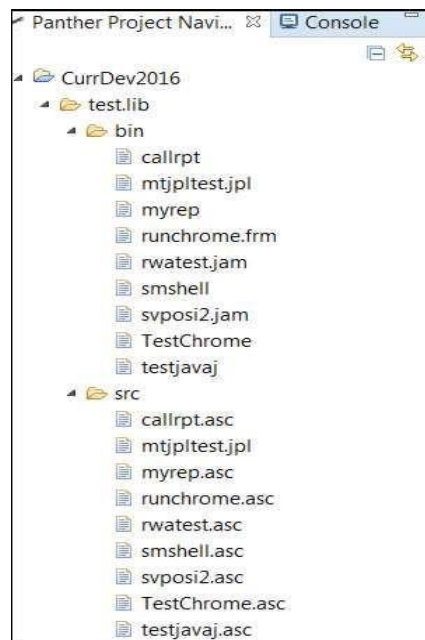 Panther Project Navi... Console
CurrDev2016
test.lib
bin
callrpt
mtjpltest.jpl
myrep
runchrome.frm
rwatest.jam
smshell
svposi2.jam
TestChrome
testjavaj
src
callrpt.asc
mtjpltest.jpl
myrep.asc
runchrome.asc
rwatest.asc
smshell.asc
svposi2.asc
TestChrome.asc
testjavaj.asc